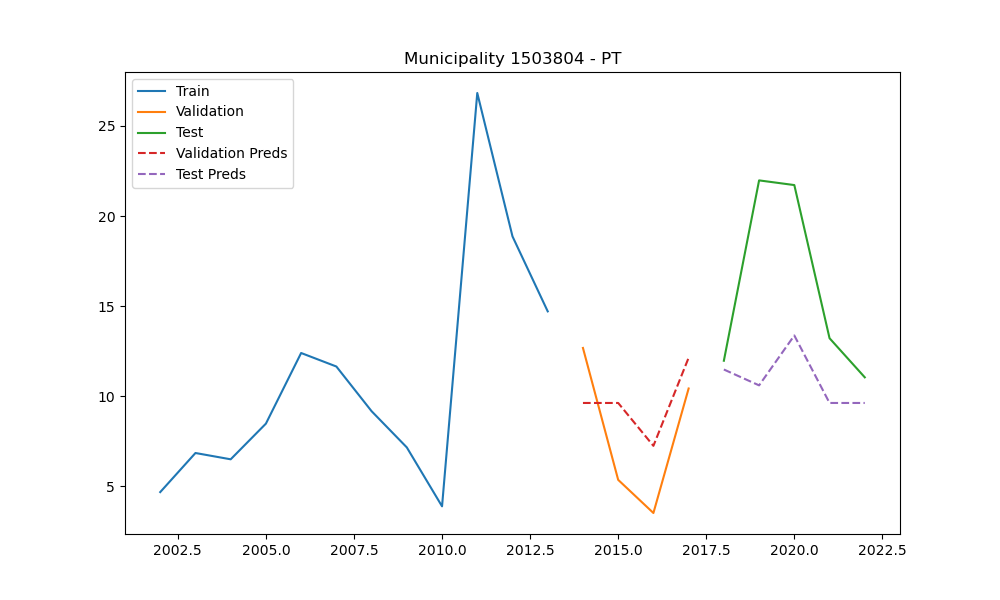 Municipality 1503804 - PT
Train
Validation
Test
Validation Preds
Test Preds
25
20
15
10
5
2002.5 2005.0 2007.5 2010.0 2012.5 2015.0 2017.5 2020.0 2022.5